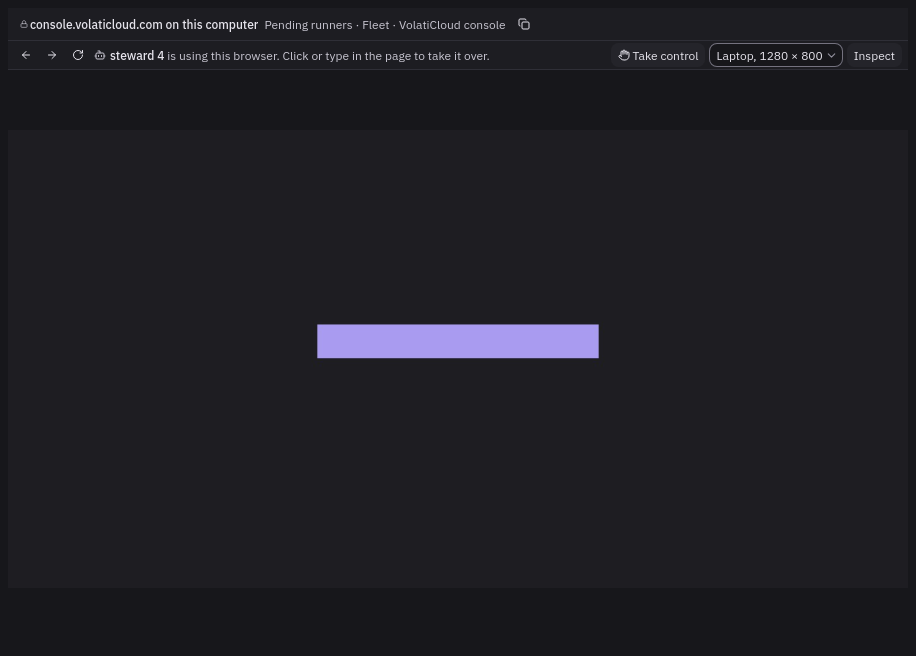 console.volaticloud.com on this computer Pending runners · Fleet · VolatiCloud console
steward 4 is using this browser. Click or type in the page to take it over. Take control Laptop, 1280 × 800 Inspect